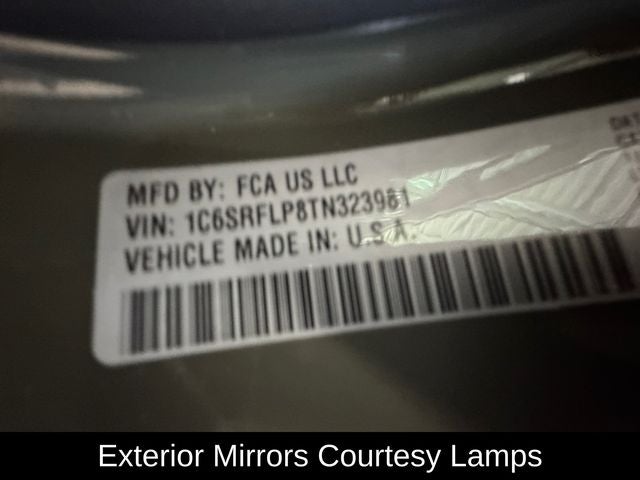 MFD BY: FCA US LLC
VIN: 1C6SRFLP8TN323981
VEHICLE MADE IN: U.S.A.
Exterior Mirrors Courtesy Lamps